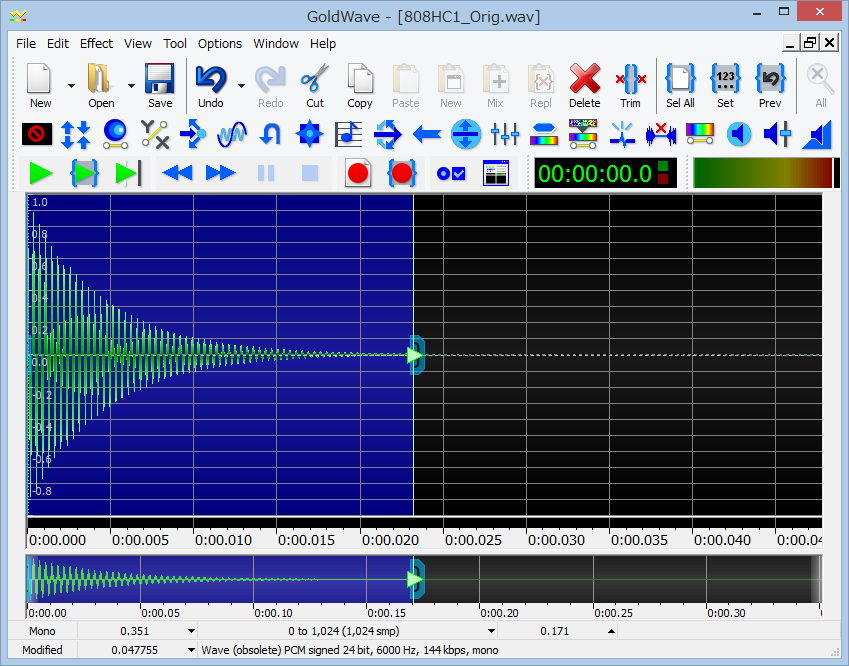 GoldWave - [808HC1_Orig.wav]
File Edit Effect View Tool Options Window Help
New Open Save Undo Redo Cut Copy Paste New Mix Repl Delete Trim Sel All Set Prev All
123
00:00:00.0
1.0
0.8
0.6
0.4
0.2
0.0
-0.2
-0.4
-0.6
-0.8
0:00.000 0:00.005 0:00.010 0:00.015 0:00.020 0:00.025 0:00.030 0:00.035 0:00.040 0:00.04
0:00.00 0:00.05 0:00.10 0:00.15 0:00.20 0:00.25 0:00.30
Mono 0.351 0 to 1,024 (1,024 smp) 0.171
Modified 0.047755 Wave (obsolete) PCM signed 24 bit, 6000 Hz, 144 kbps, mono